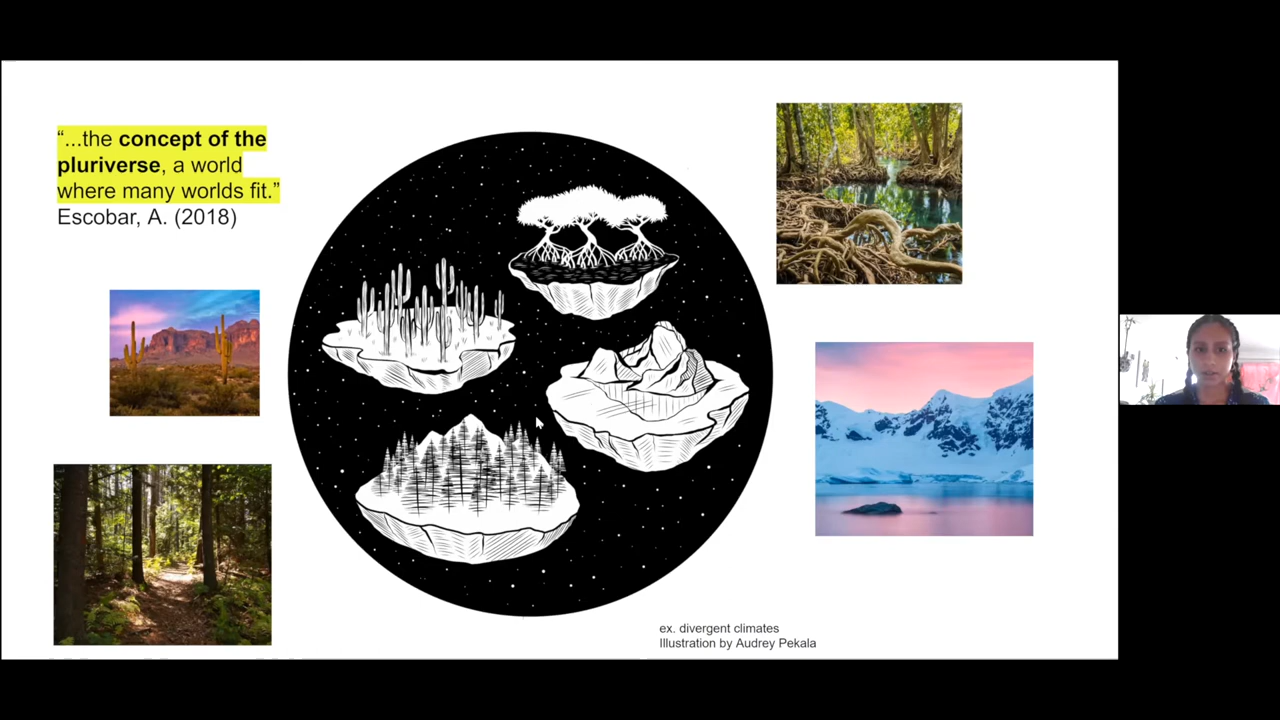 “...the concept of the
pluriverse, a world
where many worlds fit.”
Escobar, A. (2018)
ex. divergent climates
Illustration by Audrey Pekala